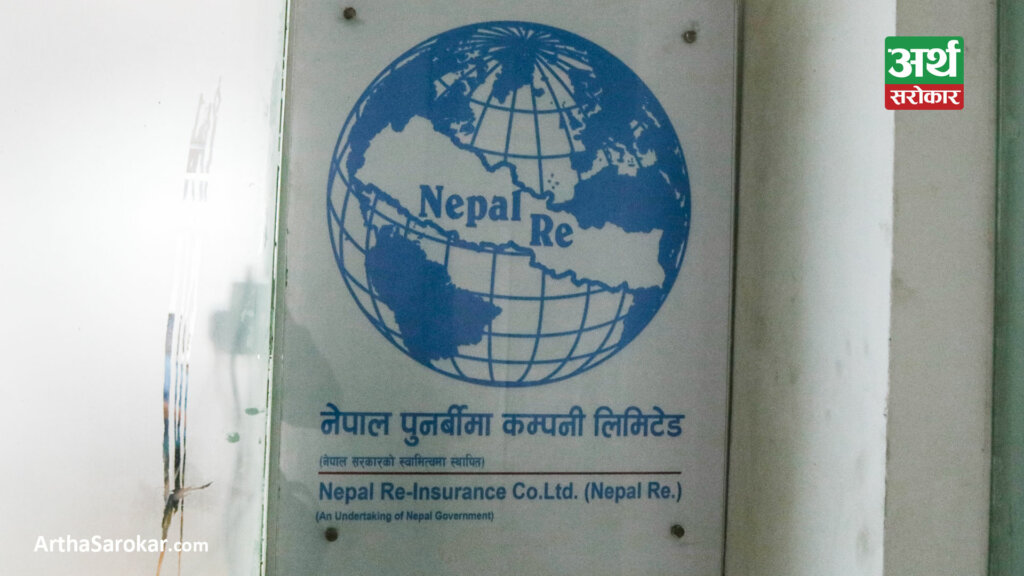 अर्थ
सरोकार
Nepal
Re
नेपाल पुनर्बीमा कम्पनी लिमिटेड
(नेपाल सरकारको स्वामित्वमा स्थापित)
Nepal Re-Insurance Co.Ltd. (Nepal Re.)
(An Undertaking of Nepal Government)
ArthaSarokar.com